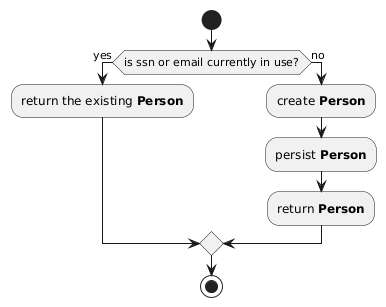 is ssn or email currently in use?
yes
no
return the existing Person
create Person
persist Person
return Person